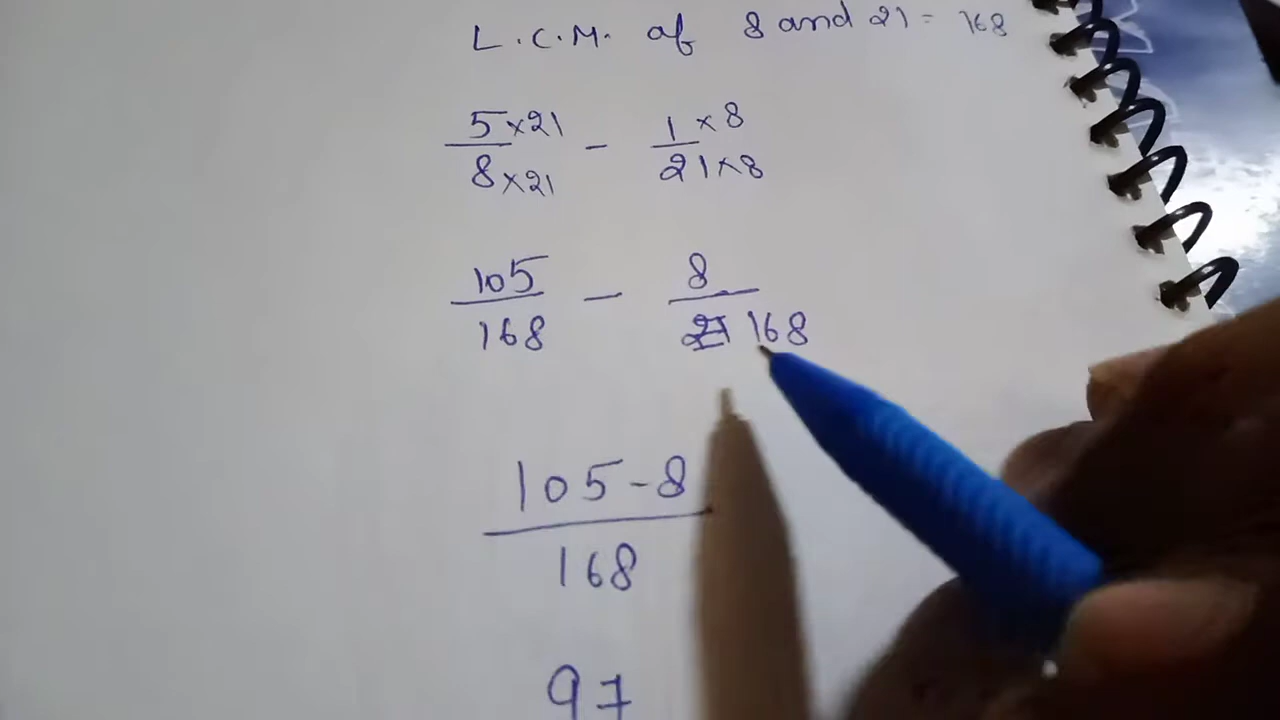 L.C.M. of 8 and 21 = 168
5×21/8×21 - 1×8/21×8
105/168 - 8/168
105-8/168
97